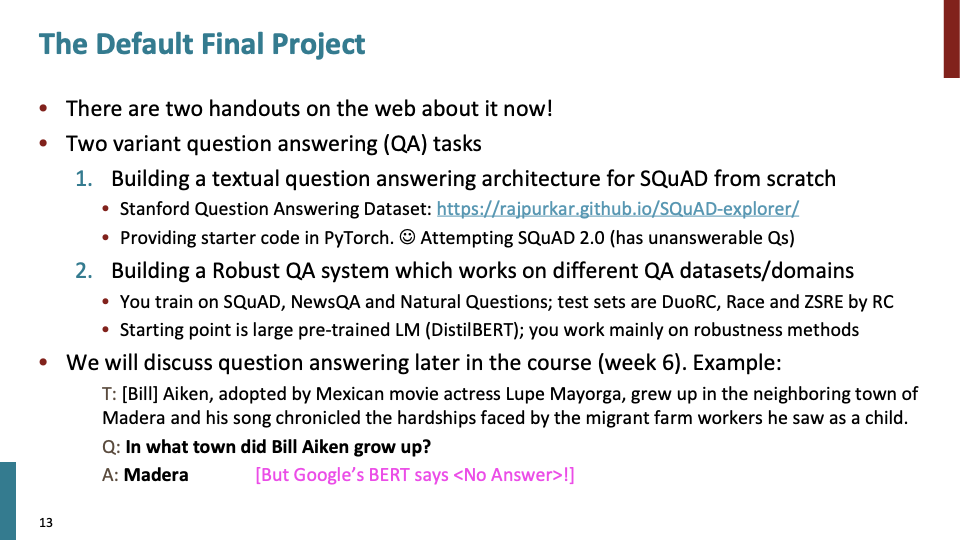 The Default Final Project
• There are two handouts on the web about it now!
• Two variant question answering (QA) tasks
1. Building a textual question answering architecture for SQuAD from scratch
• Stanford Question Answering Dataset: https://rajpurkar.github.io/SQuAD-explorer/
• Providing starter code in PyTorch. ☺ Attempting SQuAD 2.0 (has unanswerable Qs)
2. Building a Robust QA system which works on different QA datasets/domains
• You train on SQuAD, NewsQA and Natural Questions; test sets are DuoRC, Race and ZSRE by RC
• Starting point is large pre-trained LM (DistilBERT); you work mainly on robustness methods
• We will discuss question answering later in the course (week 6). Example:
T: [Bill] Aiken, adopted by Mexican movie actress Lupe Mayorga, grew up in the neighboring town of
Madera and his song chronicled the hardships faced by the migrant farm workers he saw as a child.
Q: In what town did Bill Aiken grow up?
A: Madera [But Google's BERT says <No Answer>!]
13